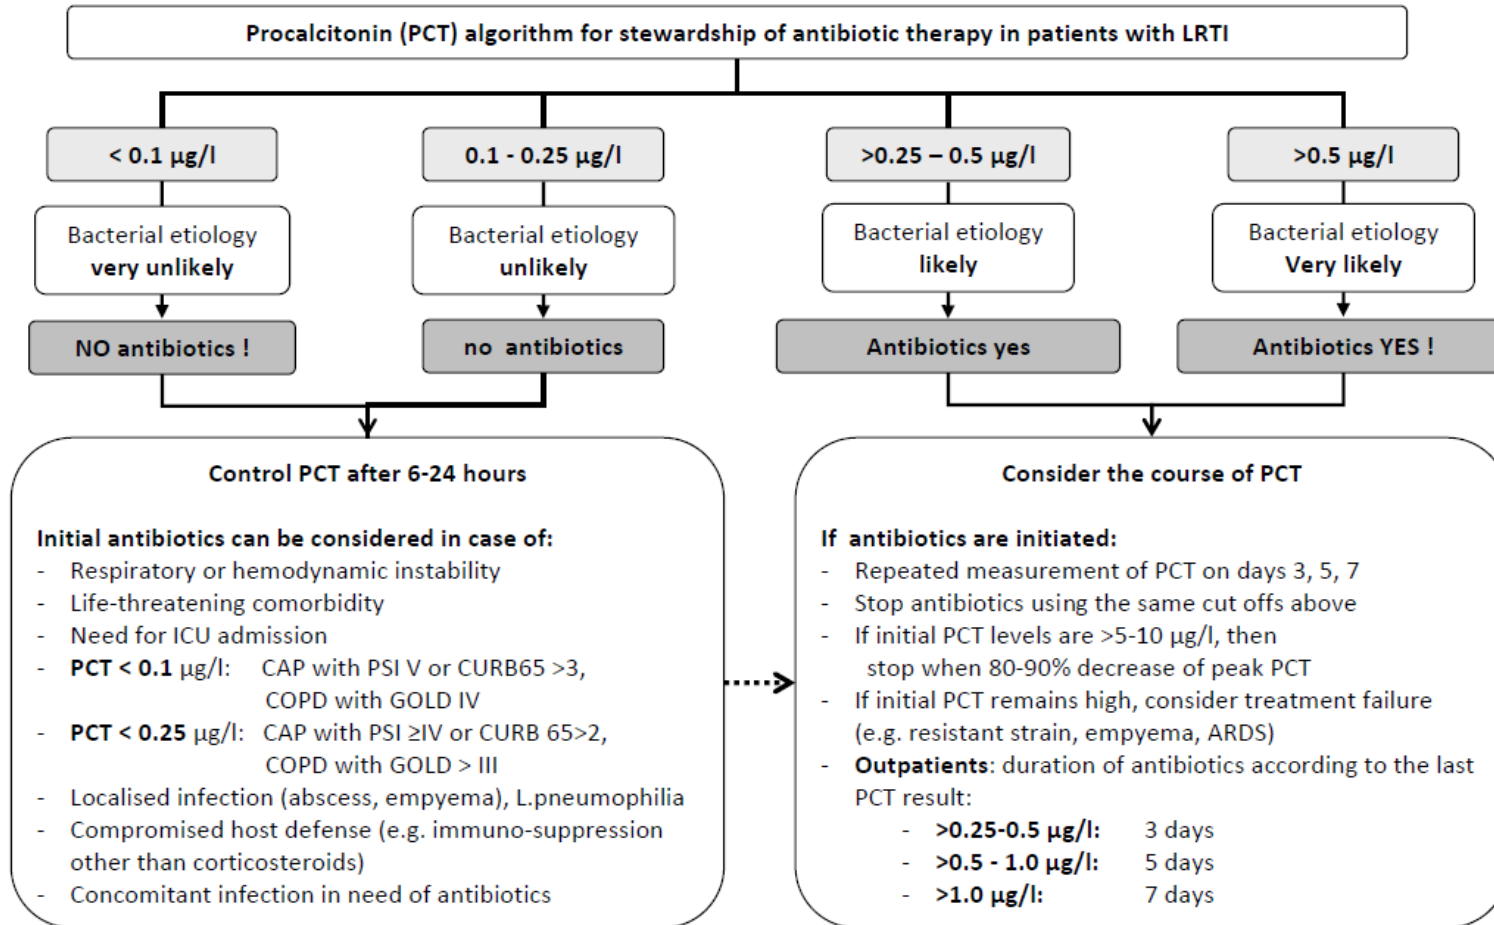 Procalcitonin (PCT) algorithm for stewardship of antibiotic therapy in patients with LRTI
< 0.1 µg/l
0.1 - 0.25 µg/l
>0.25 – 0.5 µg/l
>0.5 µg/l
Bacterial etiology
very unlikely
Bacterial etiology
unlikely
Bacterial etiology
likely
Bacterial etiology
Very likely
NO antibiotics !
no antibiotics
Antibiotics yes
Antibiotics YES !
Control PCT after 6-24 hours
Initial antibiotics can be considered in case of:
- Respiratory or hemodynamic instability
- Life-threatening comorbidity
- Need for ICU admission
- PCT < 0.1 µg/l: CAP with PSI V or CURB65 >3,
COPD with GOLD IV
- PCT < 0.25 µg/l: CAP with PSI ≥IV or CURB 65>2,
COPD with GOLD > III
- Localised infection (abscess, empyema), L.pneumophilia
- Compromised host defense (e.g. immuno-suppression
other than corticosteroids)
- Concomitant infection in need of antibiotics
Consider the course of PCT
If antibiotics are initiated:
- Repeated measurement of PCT on days 3, 5, 7
- Stop antibiotics using the same cut offs above
- If initial PCT levels are >5-10 µg/l, then
stop when 80-90% decrease of peak PCT
- If initial PCT remains high, consider treatment failure
(e.g. resistant strain, empyema, ARDS)
- Outpatients: duration of antibiotics according to the last
PCT result:
- >0.25-0.5 µg/l: 3 days
- >0.5 - 1.0 µg/l: 5 days
- >1.0 µg/l: 7 days